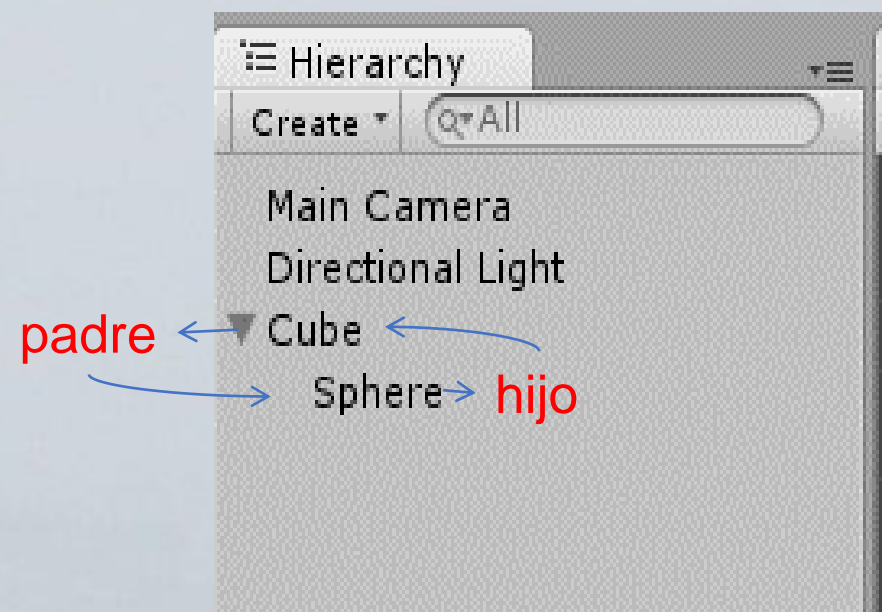 Hierarchy
Create All
Main Camera
Directional Light
padre Cube
Sphere hijo